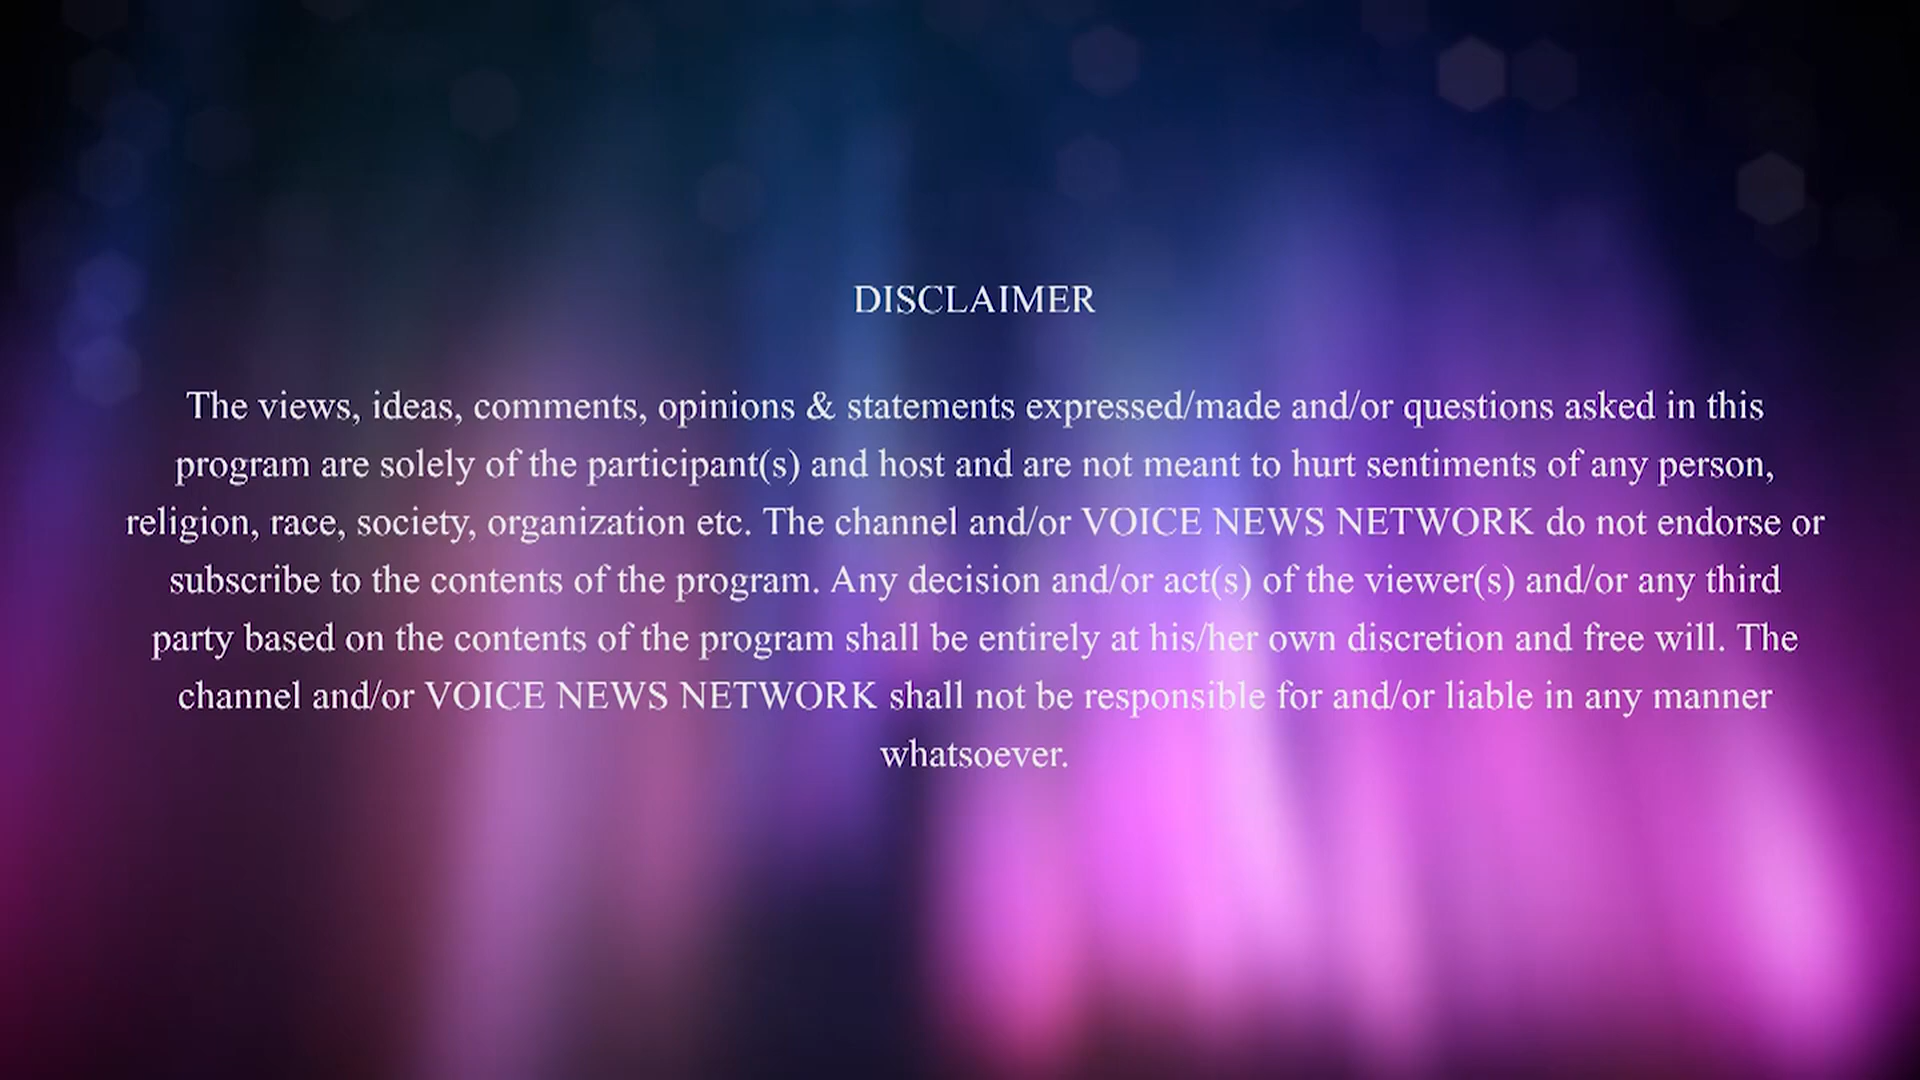 DISCLAIMER
The views, ideas, comments, opinions & statements expressed/made and/or questions asked in this
program are solely of the participant(s) and host and are not meant to hurt sentiments of any person,
religion, race, society, organization etc. The channel and/or VOICE NEWS NETWORK do not endorse or
subscribe to the contents of the program. Any decision and/or act(s) of the viewer(s) and/or any third
party based on the contents of the program shall be entirely at his/her own discretion and free will. The
channel and/or VOICE NEWS NETWORK shall not be responsible for and/or liable in any manner
whatsoever.